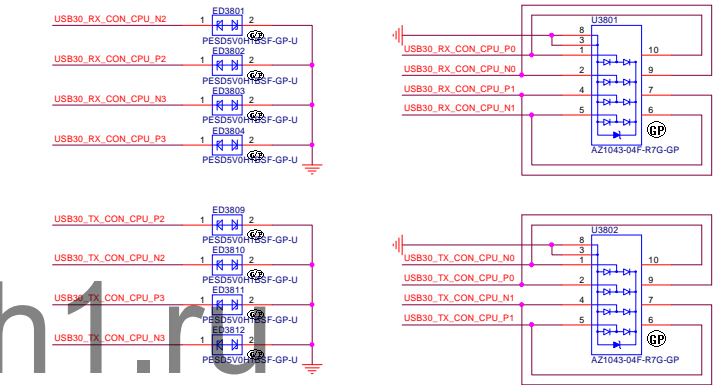 ED3801
USB30_RX_CON_CPU_N2 1 2
PESD5V0H1BSF-GP-U
ED3802
USB30_RX_CON_CPU_P2 1 2
PESD5V0H1BSF-GP-U
ED3803
USB30_RX_CON_CPU_N3 1 2
PESD5V0H1BSF-GP-U
ED3804
USB30_RX_CON_CPU_P3 1 2
PESD5V0H1BSF-GP-U
U3801
8
3
USB30_RX_CON_CPU_P0 1 10
USB30_RX_CON_CPU_N0 2 9
USB30_RX_CON_CPU_P1 4 7
USB30_RX_CON_CPU_N1 5 6
GP
AZ1043-04F-R7G-GP
ED3809
USB30_TX_CON_CPU_P2 1 2
PESD5V0H1BSF-GP-U
ED3810
USB30_TX_CON_CPU_N2 1 2
PESD5V0H1BSF-GP-U
ED3811
USB30_TX_CON_CPU_P3 1 2
PESD5V0H1BSF-GP-U
ED3812
USB30_TX_CON_CPU_N3 1 2
PESD5V0H1BSF-GP-U
U3802
8
3
USB30_TX_CON_CPU_N0 1 10
USB30_TX_CON_CPU_P0 2 9
USB30_TX_CON_CPU_N1 4 7
USB30_TX_CON_CPU_P1 5 6
GP
AZ1043-04F-R7G-GP
h1.ru